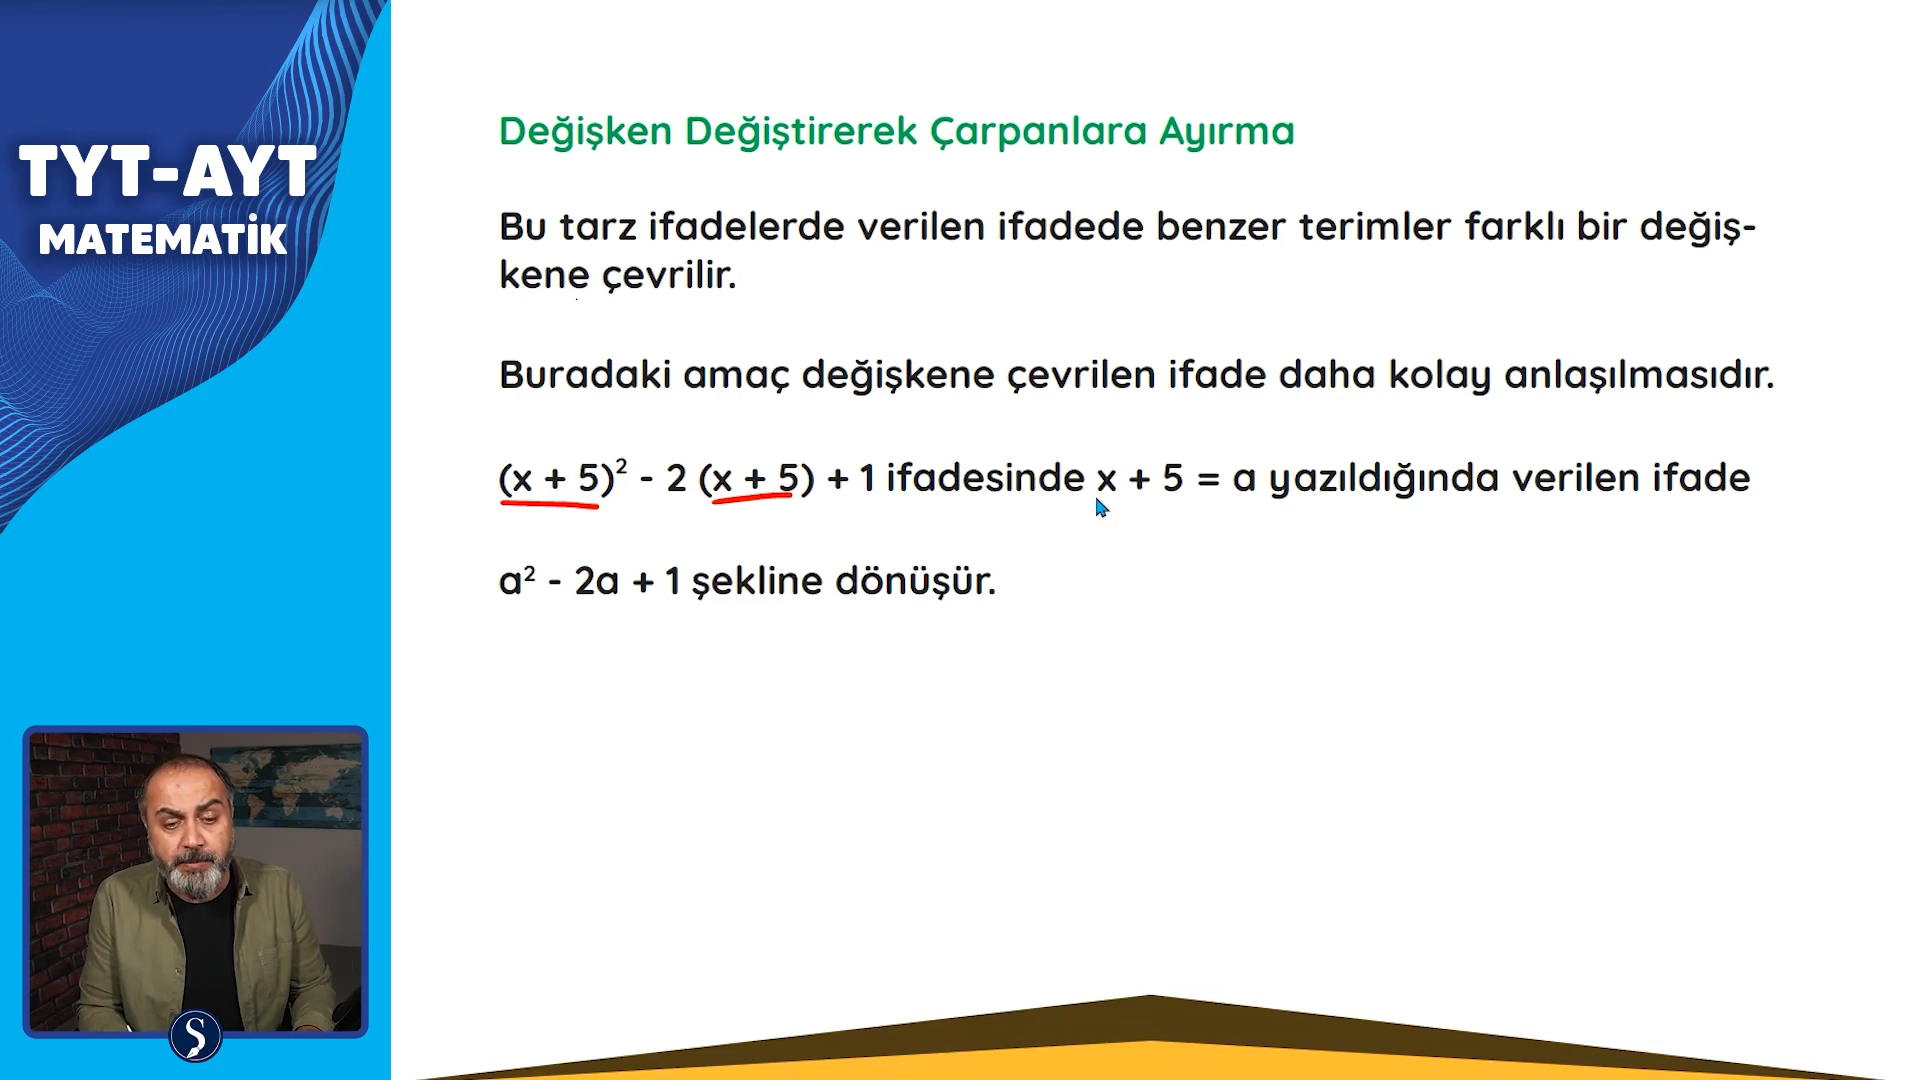 TYT-AYT
MATEMATİK
Değişken Değiştirerek Çarpanlara Ayırma
Bu tarz ifadelerde verilen ifadede benzer terimler farklı bir değiş-
kene çevrilir.
Buradaki amaç değişkene çevrilen ifade daha kolay anlaşılmasıdır.
(x + 5)² - 2 (x + 5) + 1 ifadesinde x + 5 = a yazıldığında verilen ifade
a² - 2a + 1 şekline dönüşür.
S